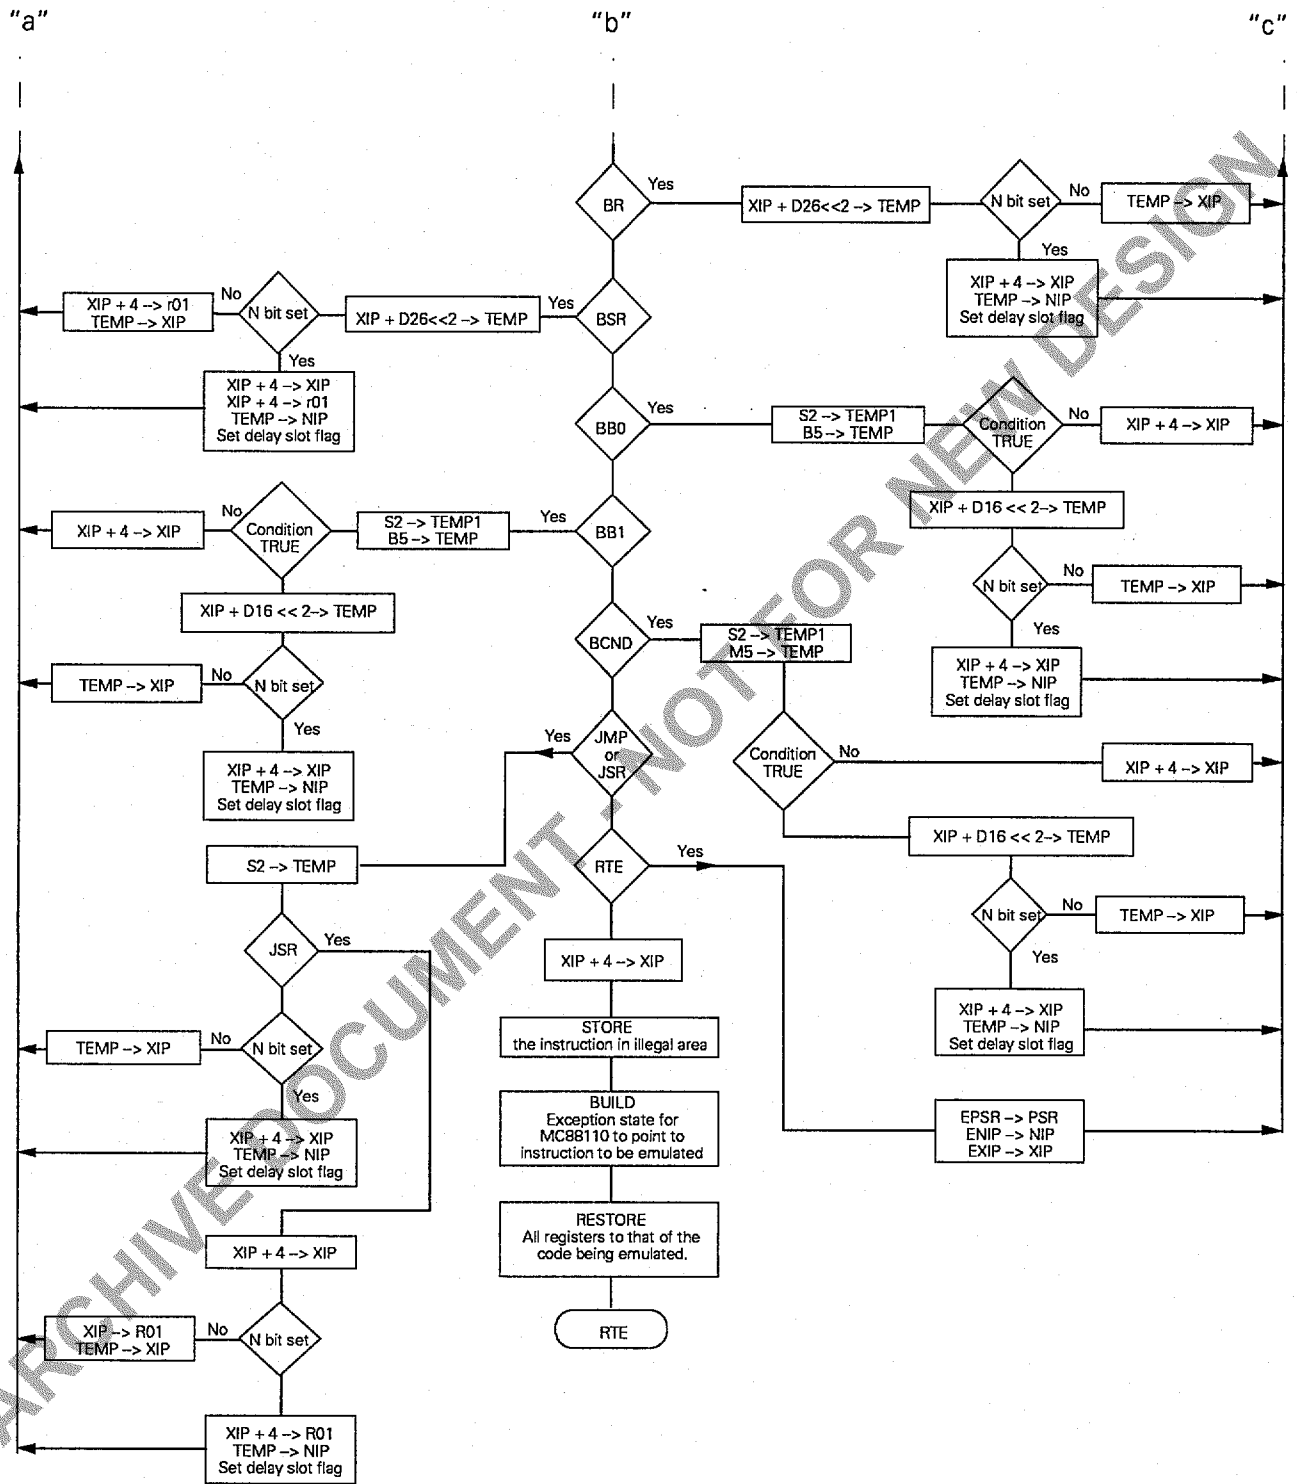 "a"
"b"
"c"
BR
Yes
XIP + D26<<2 -> TEMP
N bit set
No
TEMP -> XIP
Yes
XIP + 4 -> XIP
TEMP -> NIP
Set delay slot flag
BSR
Yes
XIP + D26<<2 -> TEMP
N bit set
No
XIP + 4 -> r01
TEMP -> XIP
Yes
XIP + 4 -> XIP
XIP + 4 -> r01
TEMP -> NIP
Set delay slot flag
BB0
Yes
S2 -> TEMP1
B5 -> TEMP
Condition
TRUE
No
XIP + 4 -> XIP
XIP + D16 << 2-> TEMP
N bit set
No
TEMP -> XIP
Yes
XIP + 4 -> XIP
TEMP -> NIP
Set delay slot flag
BB1
Yes
S2 -> TEMP1
B5 -> TEMP
Condition
TRUE
No
XIP + 4 -> XIP
XIP + D16 << 2-> TEMP
N bit set
No
TEMP -> XIP
Yes
XIP + 4 -> XIP
TEMP -> NIP
Set delay slot flag
BCND
Yes
S2 -> TEMP1
M5 -> TEMP
Condition
TRUE
No
XIP + 4 -> XIP
XIP + D16 << 2-> TEMP
N bit set
No
TEMP -> XIP
Yes
XIP + 4 -> XIP
TEMP -> NIP
Set delay slot flag
JMP
or
JSR
Yes
S2 -> TEMP
JSR
Yes
N bit set
No
TEMP -> XIP
Yes
XIP + 4 -> XIP
TEMP -> NIP
Set delay slot flag
XIP + 4 -> XIP
N bit set
No
XIP -> R01
TEMP -> XIP
XIP + 4 -> R01
TEMP -> NIP
Set delay slot flag
RTE
Yes
EPSR -> PSR
ENIP -> NIP
EXIP -> XIP
XIP + 4 -> XIP
STORE
the instruction in illegal area
BUILD
Exception state for
MC88110 to point to
instruction to be emulated
RESTORE
All registers to that of the
code being emulated.
RTE
ARCHIVE DOCUMENT - NOT FOR NEW DESIGN